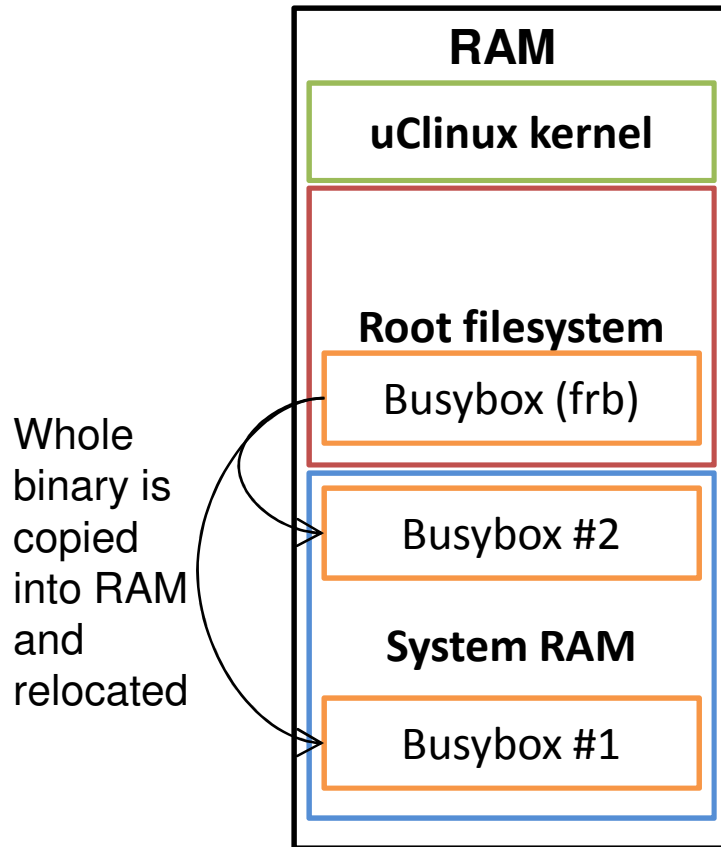 RAM
uClinux kernel
Root filesystem
Busybox (frb)
Whole
binary is
copied
into RAM
and
relocated
Busybox #2
System RAM
Busybox #1